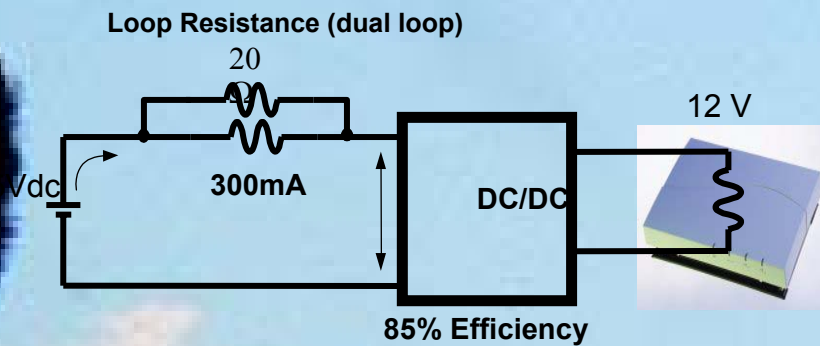 Loop Resistance (dual loop)
20
Ω
12 V
Vdc
300mA
DC/DC
85% Efficiency